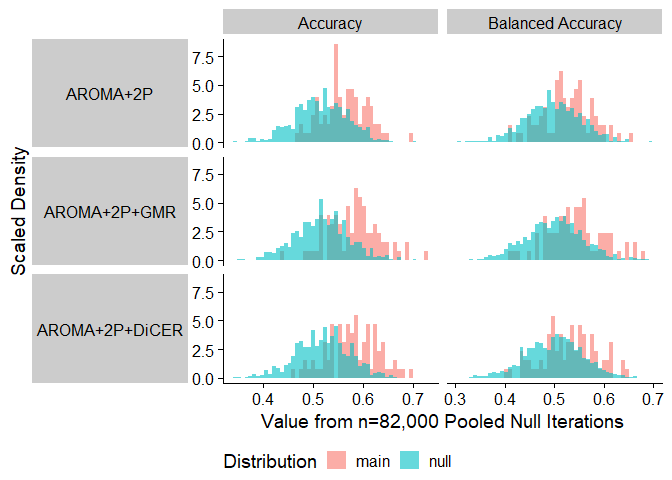 Accuracy Balanced Accuracy
Scaled Density
AROMA+2P
7.5
5.0
2.5
0.0
AROMA+2P+GMR
7.5
5.0
2.5
0.0
AROMA+2P+DiCER
7.5
5.0
2.5
0.0
0.4 0.5 0.6 0.7 0.3 0.4 0.5 0.6 0.7
Value from n=82,000 Pooled Null Iterations
Distribution main null